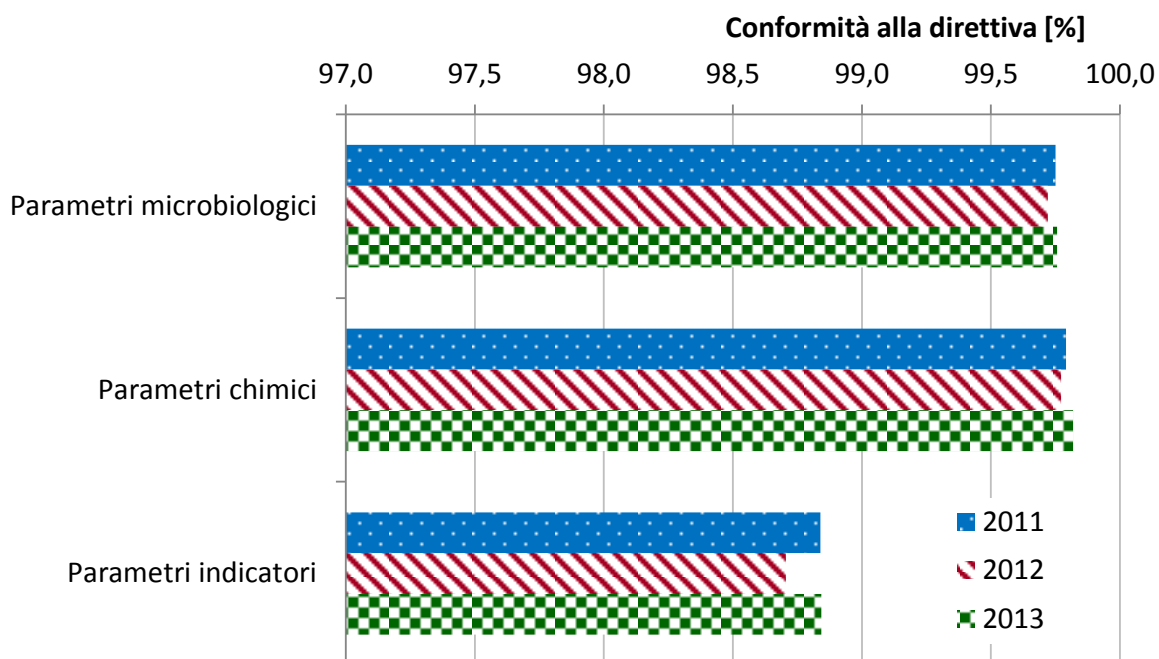 Conformità alla direttiva [%]
97,0 97,5 98,0 98,5 99,0 99,5 100,0
Parametri microbiologici
Parametri chimici
Parametri indicatori
2011
2012
2013